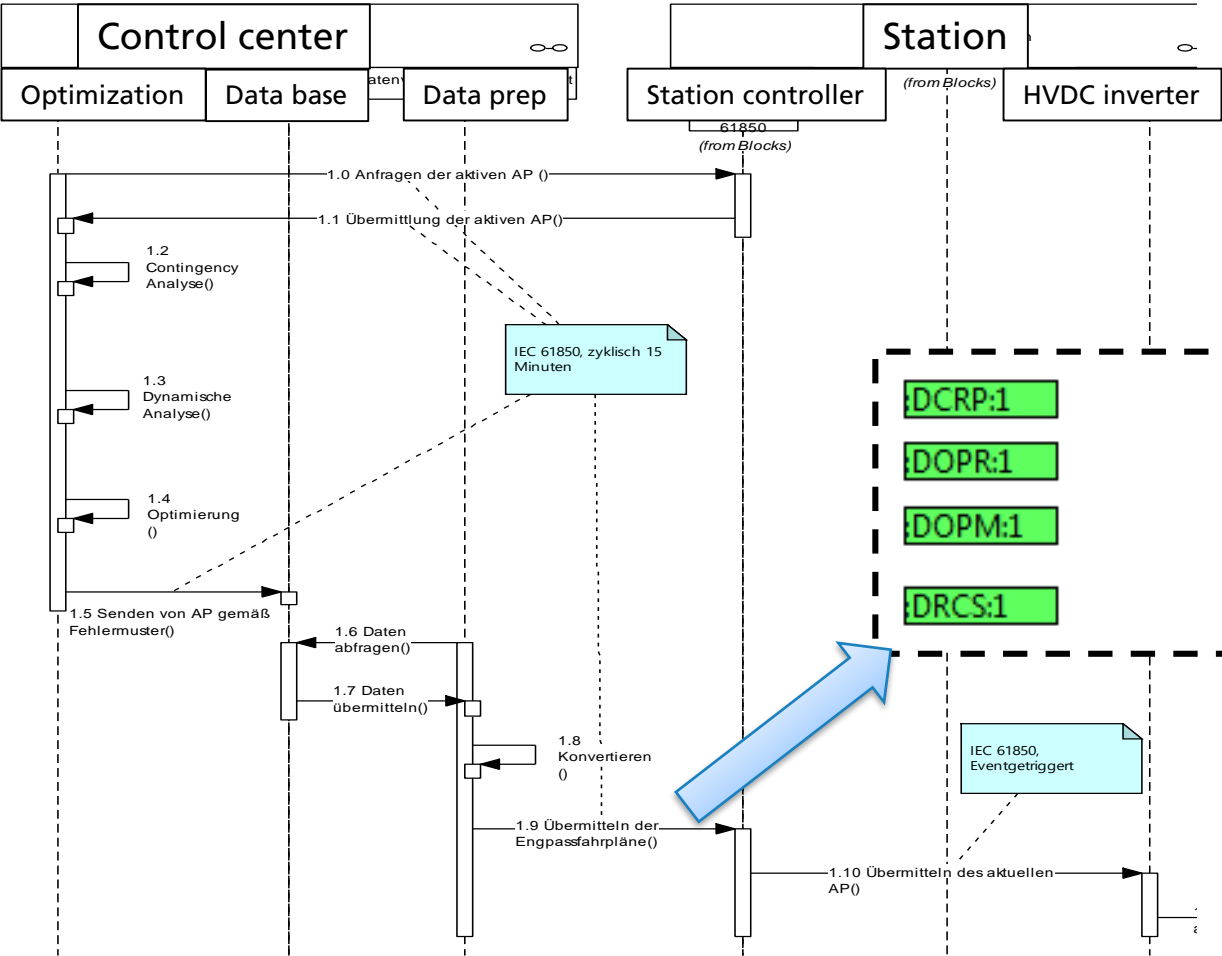 Control center
Station
Optimization
Data base
Data prep
Station controller
(from Blocks)
HVDC inverter
61850
(from Blocks)
1.0 Anfragen der aktiven AP ()
1.1 Übermittlung der aktiven AP()
1.2
Contingency
Analyse()
IEC 61850, zyklisch 15
Minuten
1.3
Dynamische
Analyse()
:DCRP:1
:DOPR:1
:DOPM:1
:DRCS:1
1.4
Optimierung
()
1.5 Senden von AP gemäß
Fehlermuster()
1.6 Daten
abfragen()
1.7 Daten
übermitteln()
1.8
Konvertieren
()
IEC 61850,
Eventgetriggert
1.9 Übermitteln der
Engpassfahrpläne()
1.10 Übermitteln des aktuellen
AP()